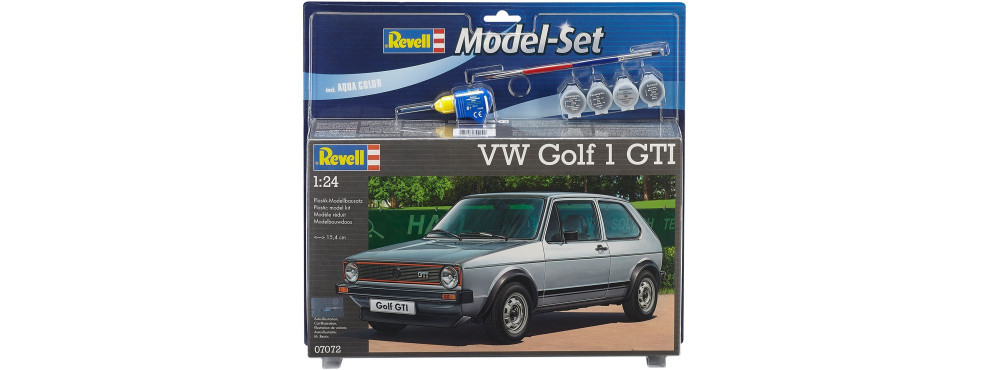 Revell Model-Set
incl. AQUA COLOR
CE
Revell
VW Golf 1 GTI
1:24
Plastik-Modellbausatz
Plastic model kit
Modèle réduit
Modelbouwdoos
<—> 15,4 cm
GTI
Golf GTI
07072